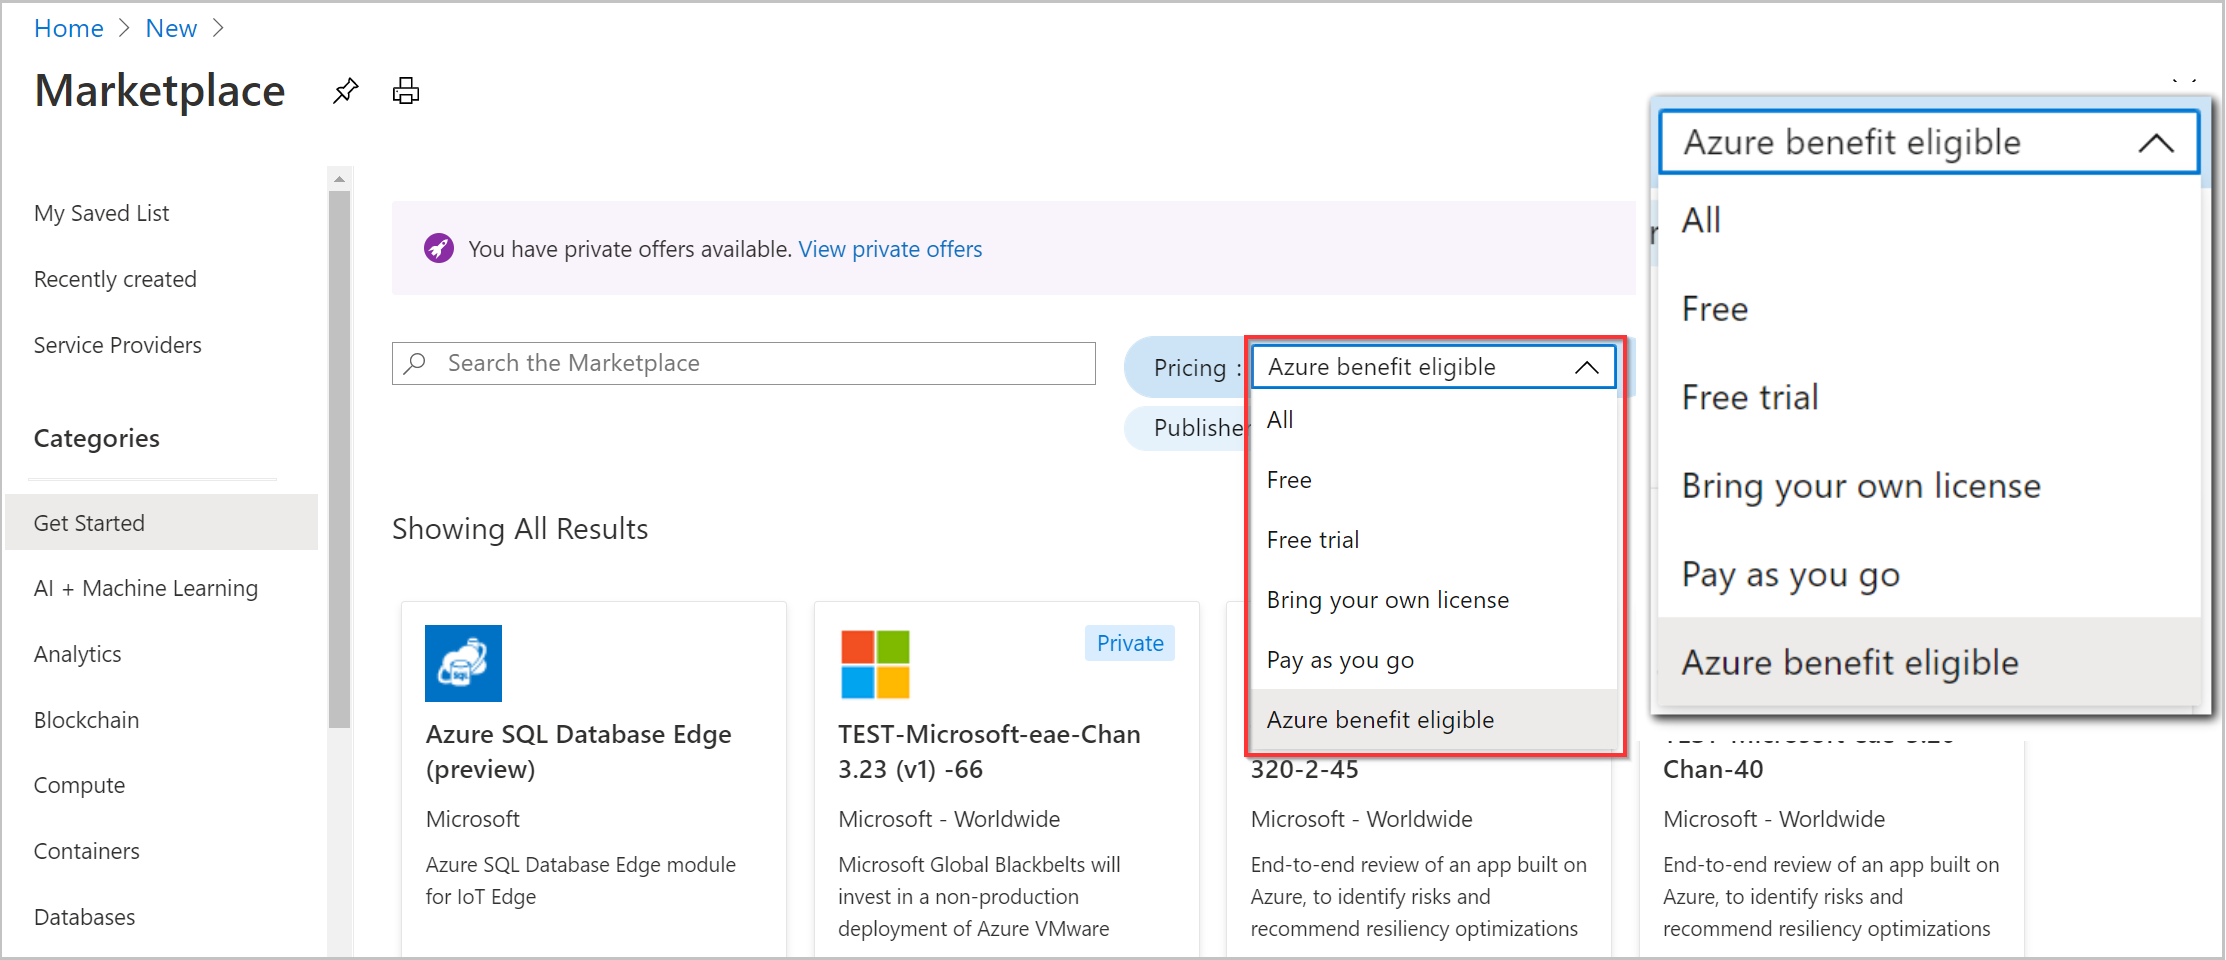 Home > New >
Marketplace
My Saved List
Recently created
Service Providers
Categories
Get Started
AI + Machine Learning
Analytics
Blockchain
Compute
Containers
Databases
You have private offers available. View private offers
Search the Marketplace
Pricing :
Azure benefit eligible
Publisher
All
Free
Free trial
Bring your own license
Pay as you go
Azure benefit eligible
Azure benefit eligible
All
Free
Free trial
Bring your own license
Pay as you go
Azure benefit eligible
Showing All Results
SQL
Azure SQL Database Edge
(preview)
Microsoft
Azure SQL Database Edge module
for IoT Edge
Private
TEST-Microsoft-eae-Chan
3.23 (v1) -66
Microsoft - Worldwide
Microsoft Global Blackbelts will
invest in a non-production
deployment of Azure VMware
320-2-45
Microsoft - Worldwide
End-to-end review of an app built on
Azure, to identify risks and
recommend resiliency optimizations
Chan-40
Microsoft - Worldwide
End-to-end review of an app built on
Azure, to identify risks and
recommend resiliency optimizations